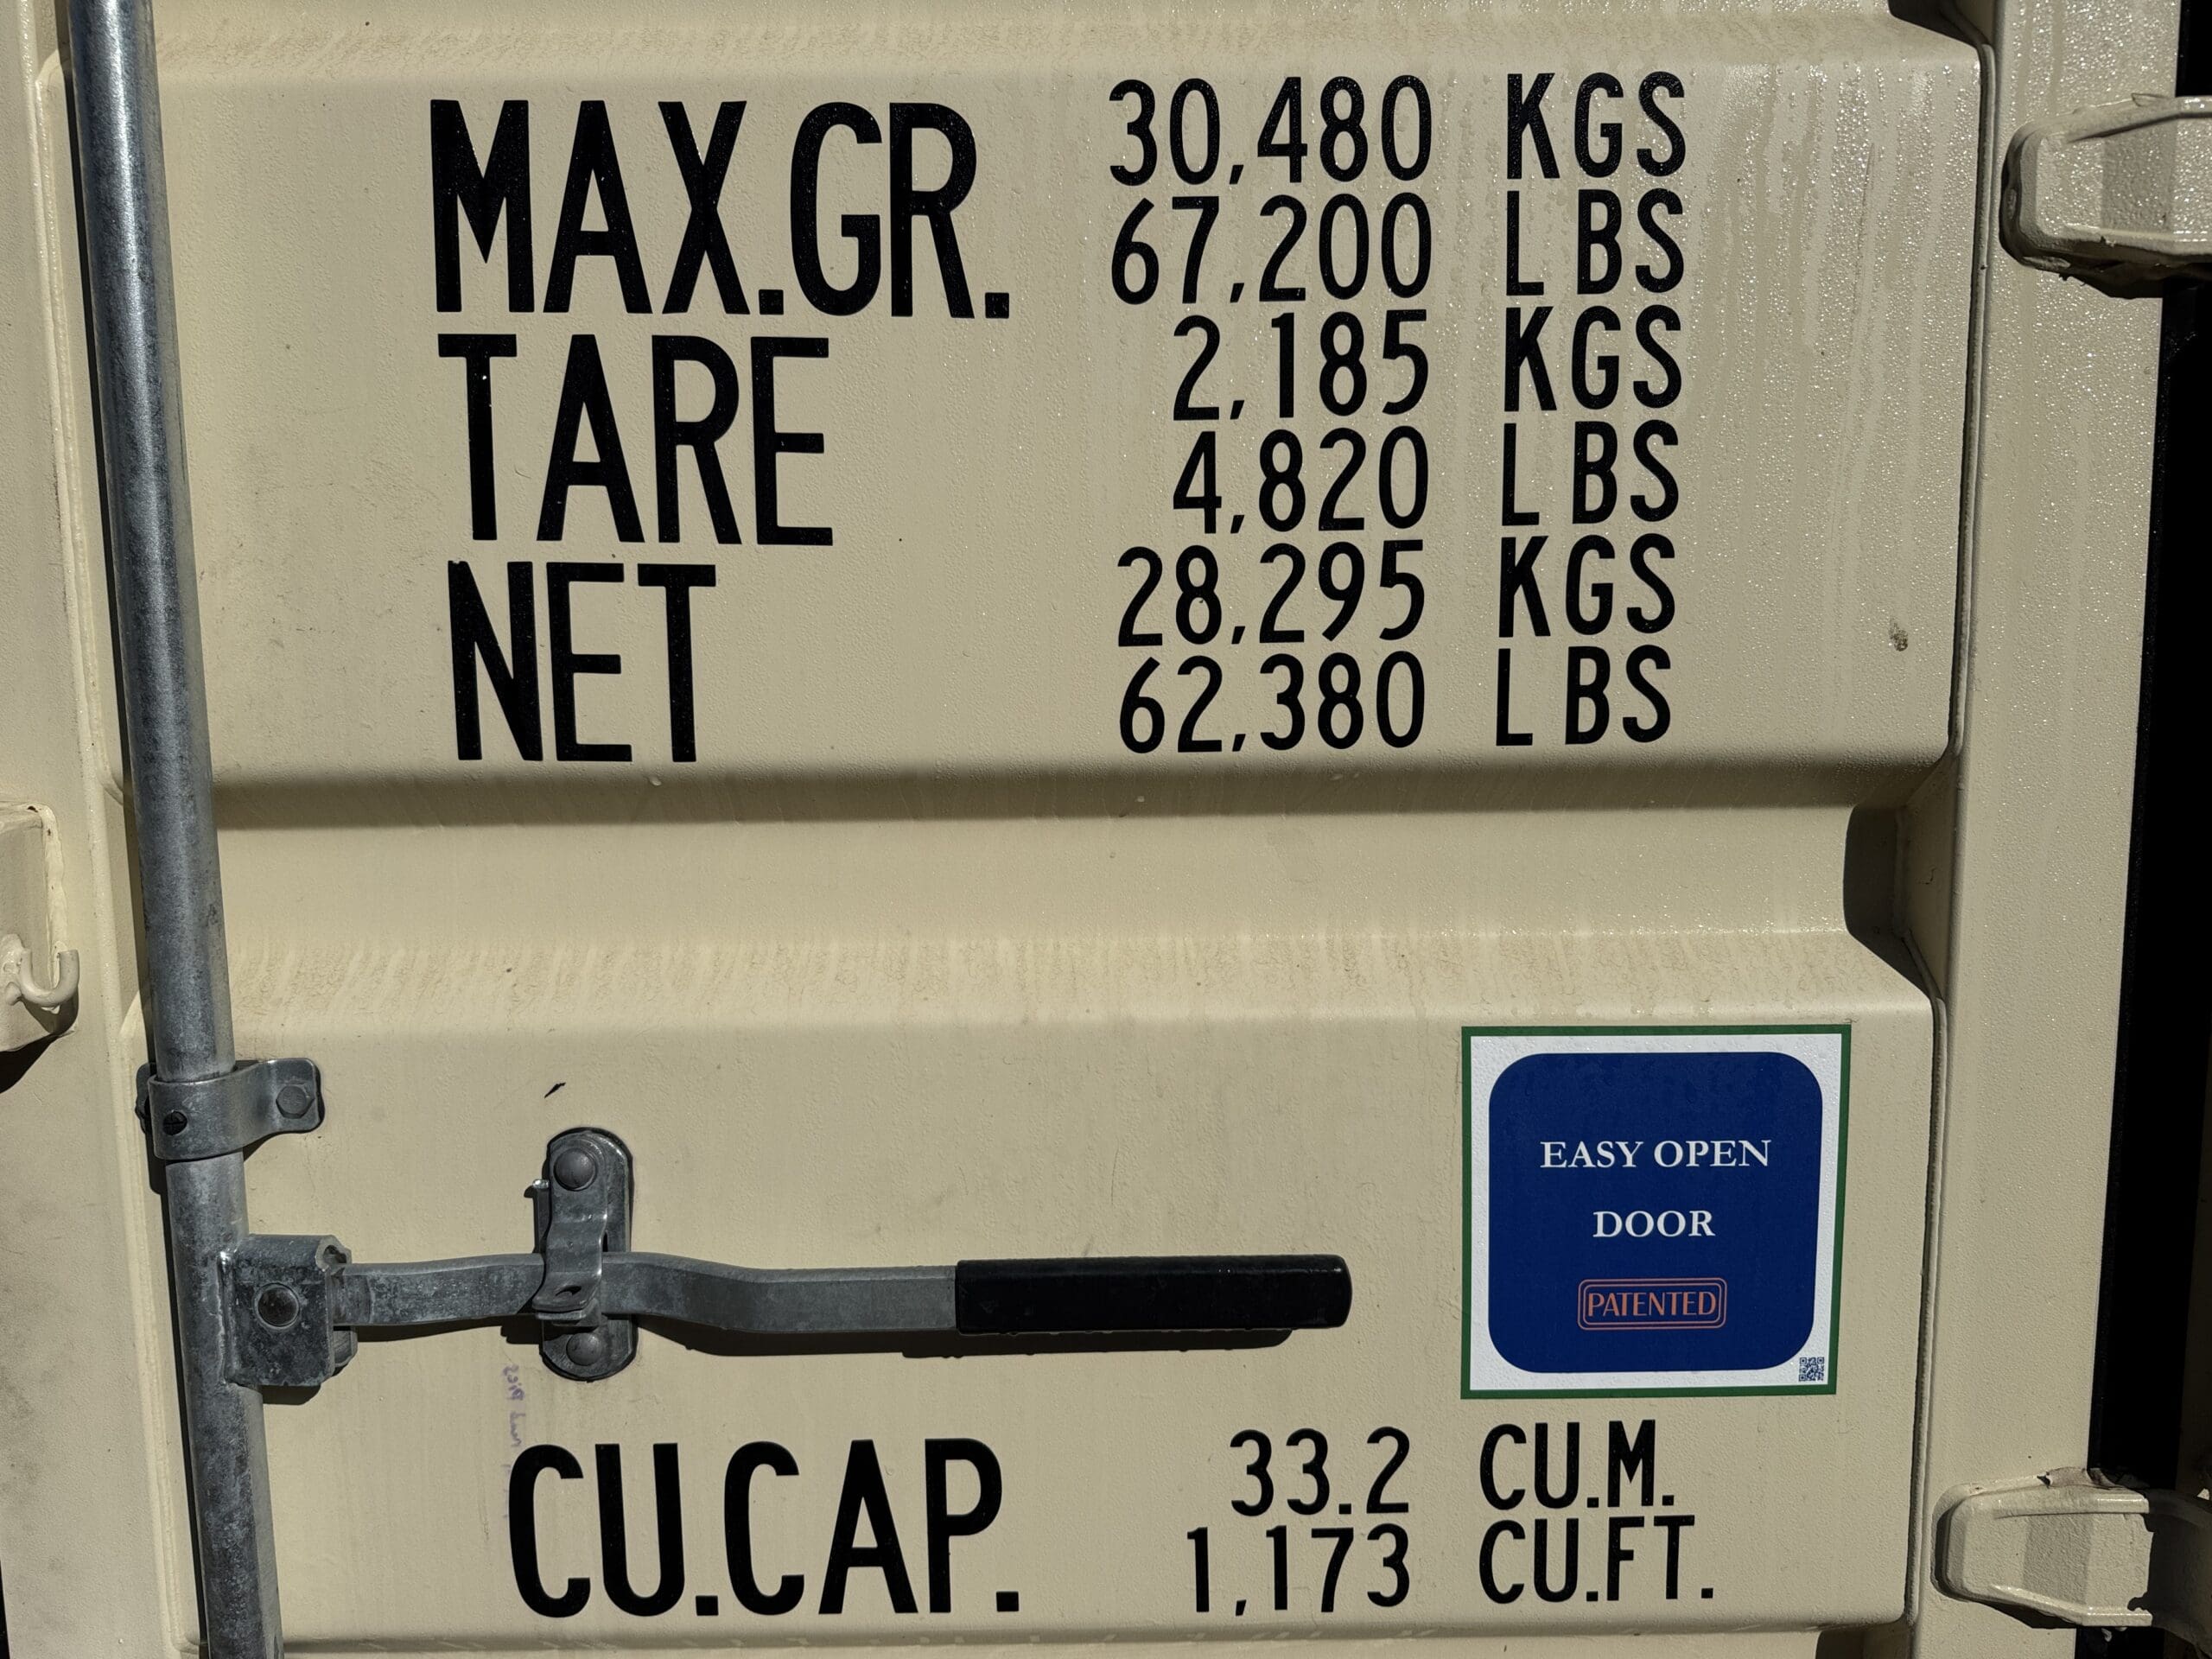 MAX.GR. 30,480 KGS
67,200 LBS
TARE 2,185 KGS
4,820 LBS
NET 28,295 KGS
62,380 LBS
EASY OPEN
DOOR
PATENTED
CU.CAP. 33.2 CU.M.
1,173 CU.FT.